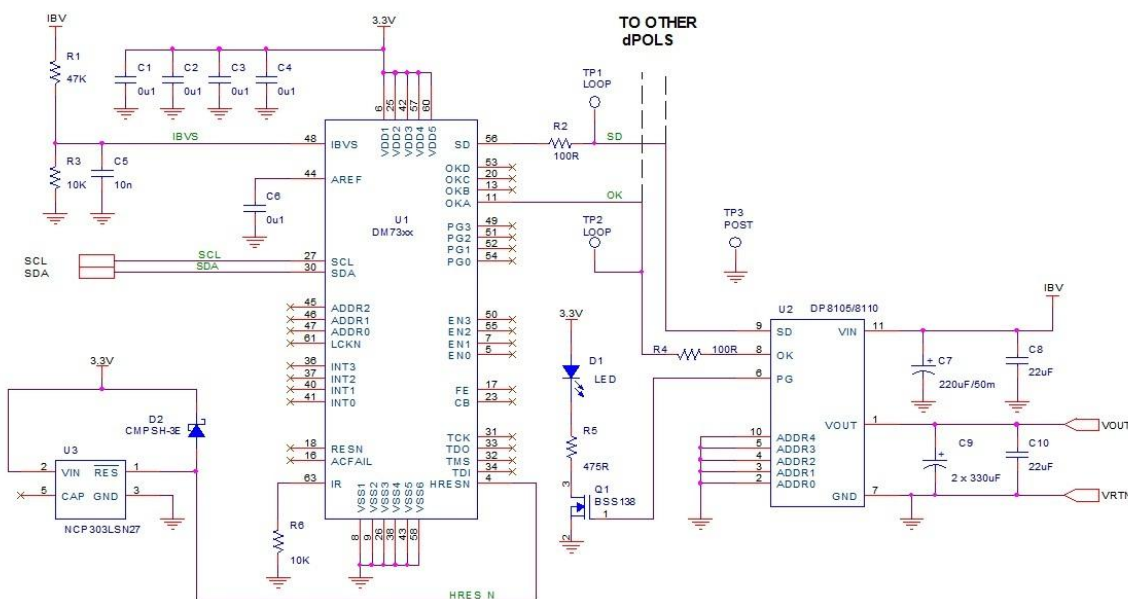 TO OTHER
dPOLS
IBV
3.3V
R1
47K
C1
0u1
C2
0u1
C3
0u1
C4
0u1
6
25
42
57
60
VDD1
VDD2
VDD3
VDD4
VDD5
TP1
LOOP
IBVS
48
IBVS
SD
56
R2
100R
SD
R3
10K
C5
10n
44
AREF
C6
0u1
OKD
53
OKC
20
OKB
13
OKA
11
OK
U1
DM73xx
PG3
49
PG2
51
PG1
52
PG0
54
TP2
LOOP
TP3
POST
SCL
SDA
SCL
SDA
27
SCL
30
SDA
45
ADDR2
46
ADDR1
47
ADDR0
61
LCKN
EN3
50
EN2
55
EN1
7
EN0
5
36
INT3
37
INT2
40
INT1
41
INT0
FE
17
CB
23
18
RESN
16
ACFAIL
TCK
31
TDO
33
TMS
32
TDI
34
HRESN
4
63
IR
R6
10K
VSS1
VSS2
VSS3
VSS4
VSS5
VSS6
8
9
26
38
43
58
3.3V
D2
CMPSH-3E
U3
2
VIN
RES
1
5
CAP
GND
3
NCP303LSN27
HRES_N
3.3V
D1
LED
R5
475R
3
Q1
BSS138
1
2
R4
100R
U2
DP8105/8110
IBV
9
SD
VIN
11
8
OK
6
PG
C7
220uF/50m
C8
22uF
10
ADDR4
5
ADDR3
4
ADDR2
3
ADDR1
2
ADDR0
VOUT
1
GND
7
C9
2 x 330uF
C10
22uF
VOUT
VRTN